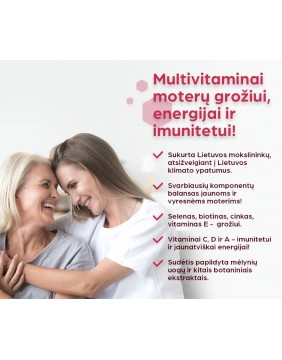 Multivitaminai
moterų grožiui,
energijai ir
imunitetui!
Sukurta Lietuvos mokslininkų,
atsižvelgiant į Lietuvos
klimato ypatumus.
Svarbiausių komponentų
balansas jaunoms ir
vyresnėms moterims!
Selenas, biotinas, cinkas,
vitaminas E – grožiui.
Vitaminai C, D ir A – imunitetui
ir jaunatviškai energijai!
Sudėtis papildyta mėlynių
uogų ir kitais botaniniais
ekstraktais.